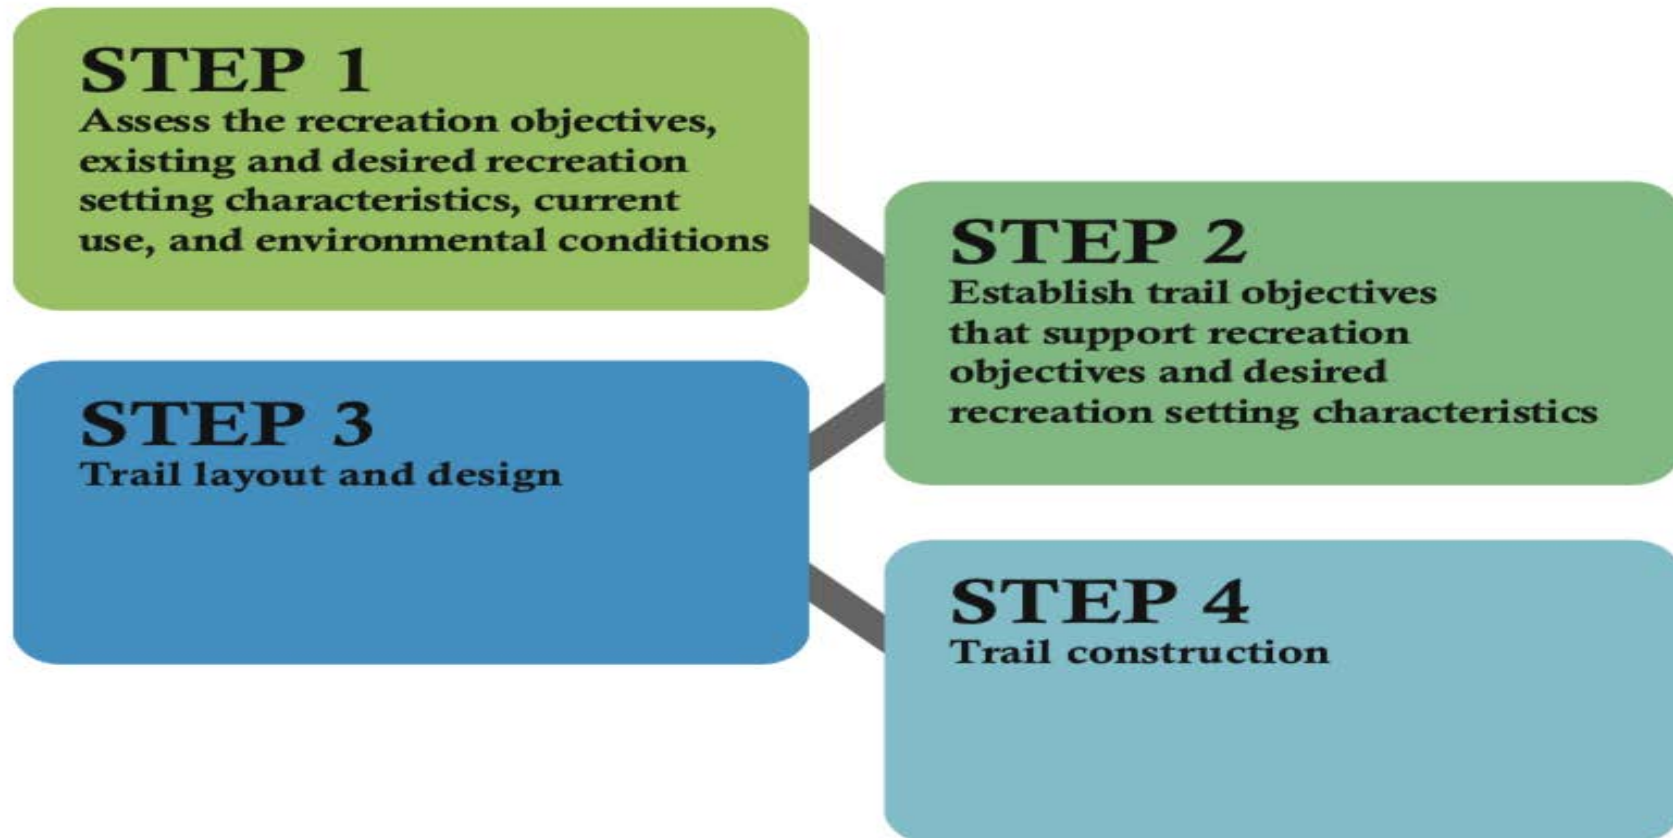 STEP 1
Assess the recreation objectives,
existing and desired recreation
setting characteristics, current
use, and environmental conditions
STEP 2
Establish trail objectives
that support recreation
objectives and desired
recreation setting characteristics
STEP 3
Trail layout and design
STEP 4
Trail construction